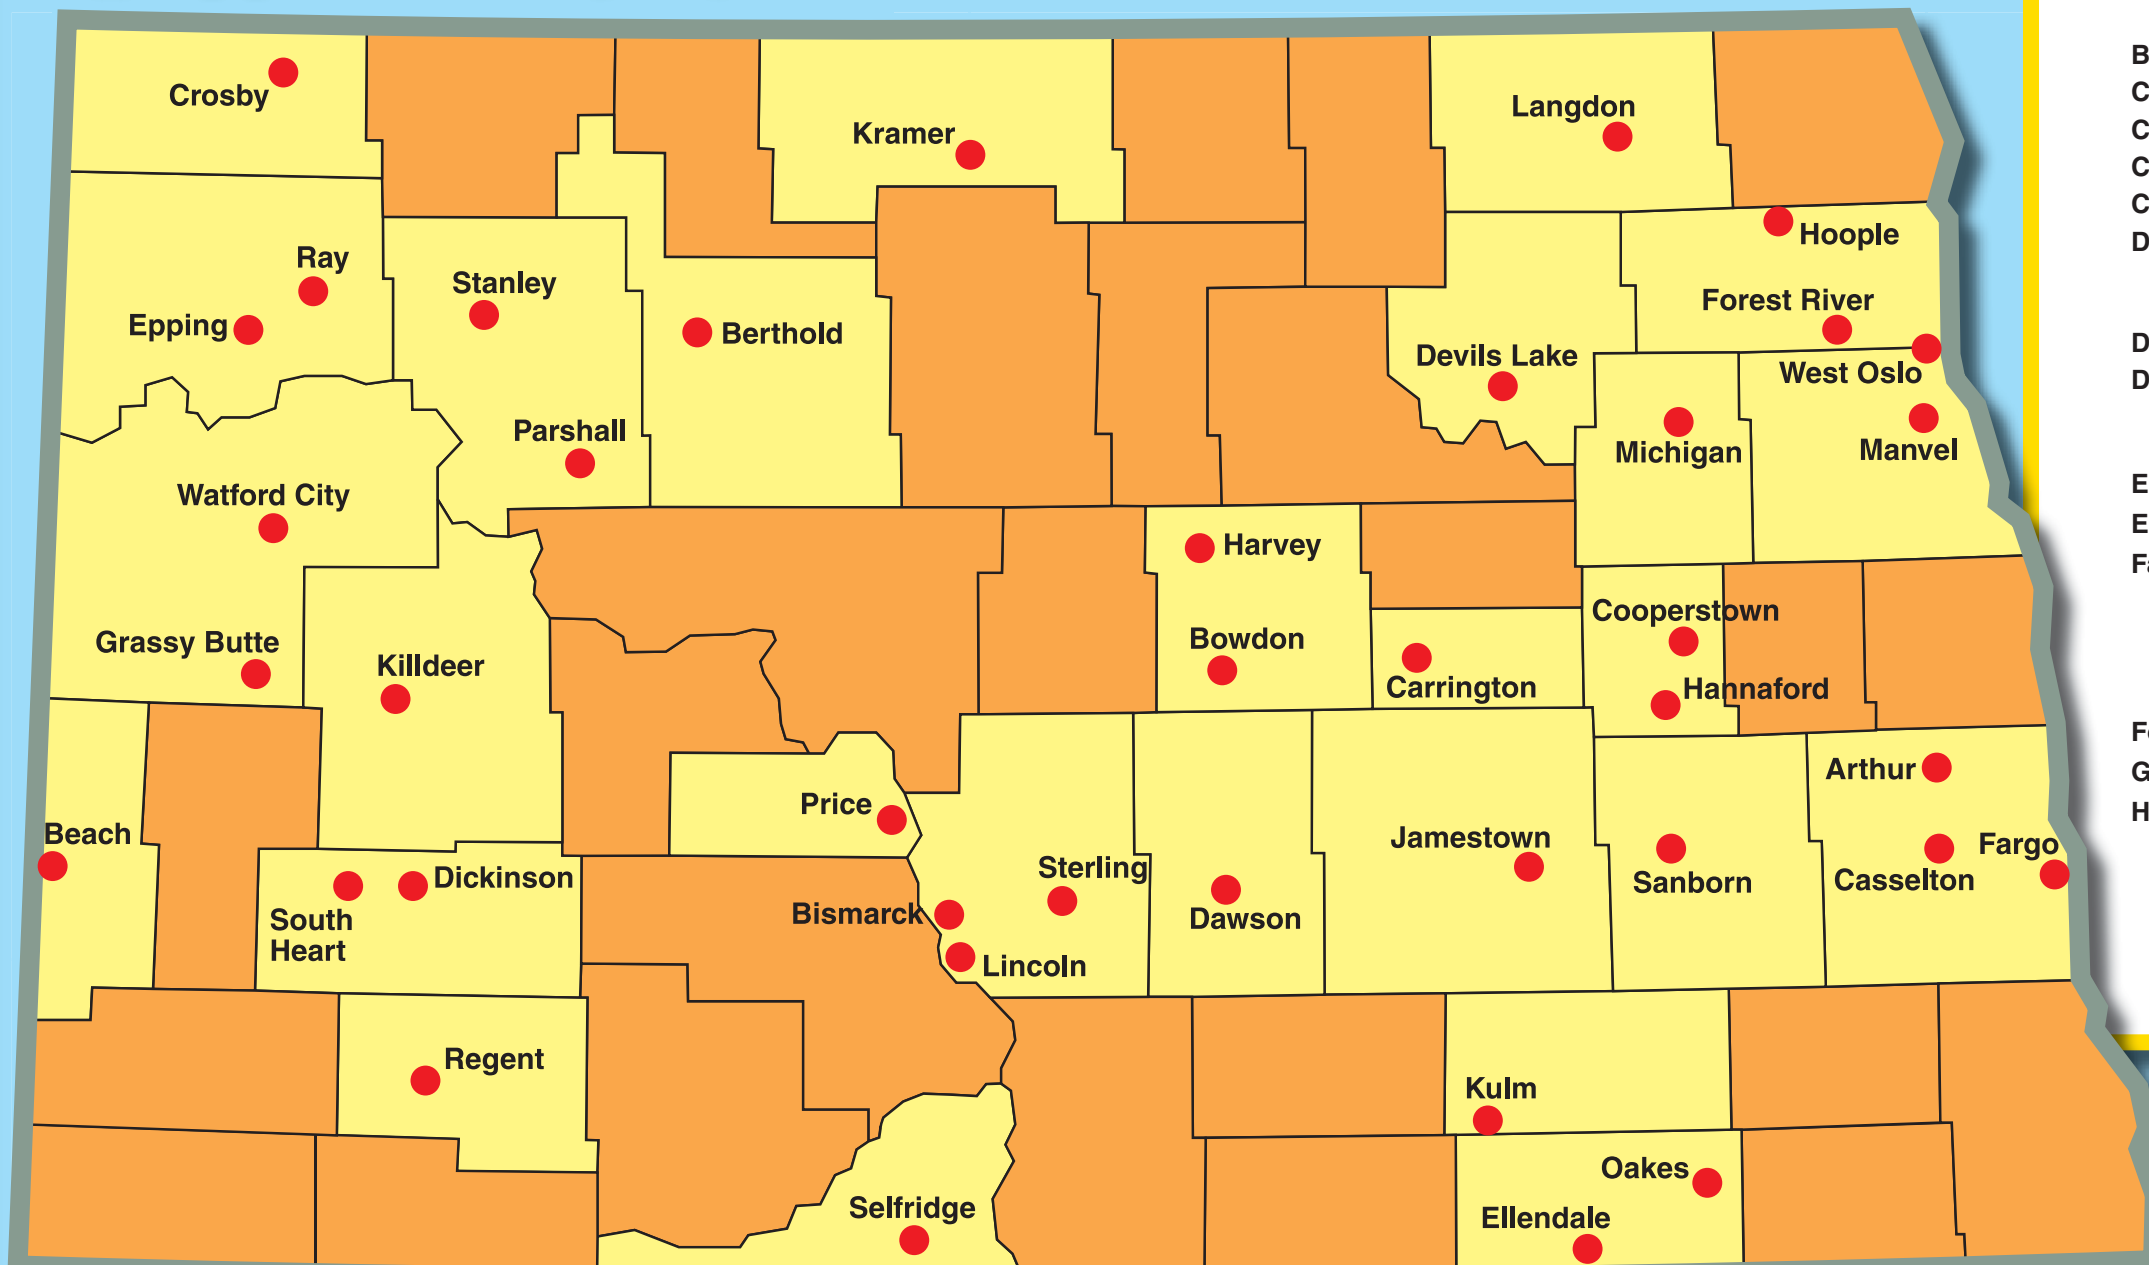 Crosby
Langdon
Kramer
Hoople
Ray
Stanley
Forest River
Epping
Berthold
Devils Lake
West Oslo
Parshall
Michigan
Manvel
Watford City
Harvey
Cooperstown
Grassy Butte
Bowdon
Killdeer
Carrington
Hannaford
Arthur
Price
Beach
Jamestown
Fargo
Sterling
Dickinson
Sanborn
Casselton
South
Heart
Bismarck
Dawson
Lincoln
Regent
Kulm
Oakes
Selfridge
Ellendale